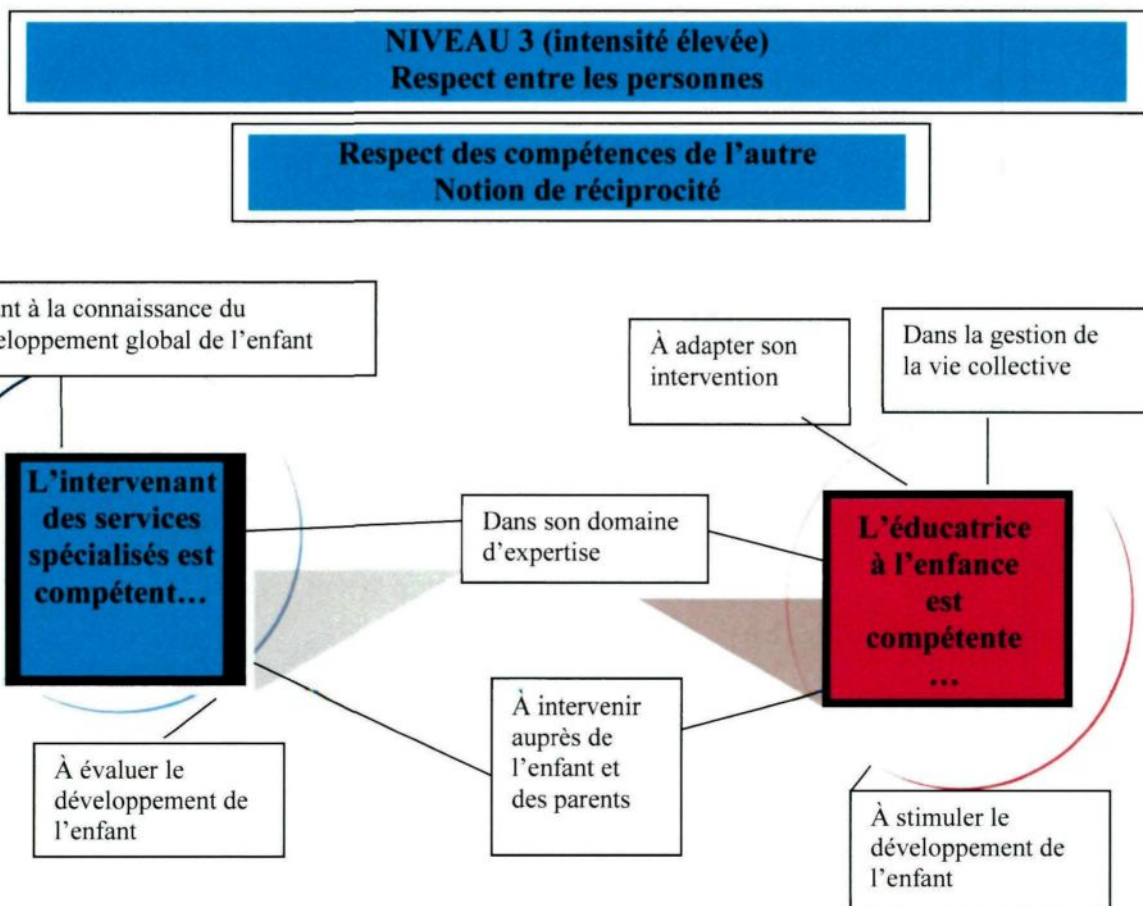 NIVEAU 3 (intensité élevée)
Respect entre les personnes
Respect des compétences de l'autre
Notion de réciprocité
à la connaissance du
global de l'enfant
À adapter son
intervention
Dans la gestion de
la vie collective
L'intervenant
des services
spécialisés est
compétent…
Dans son domaine
d'expertise
L'éducatrice
à l'enfance
est
compétente
…
À évaluer le
développement de
l'enfant
À intervenir
auprès de
l'enfant et
des parents
À stimuler le
développement de
l'enfant